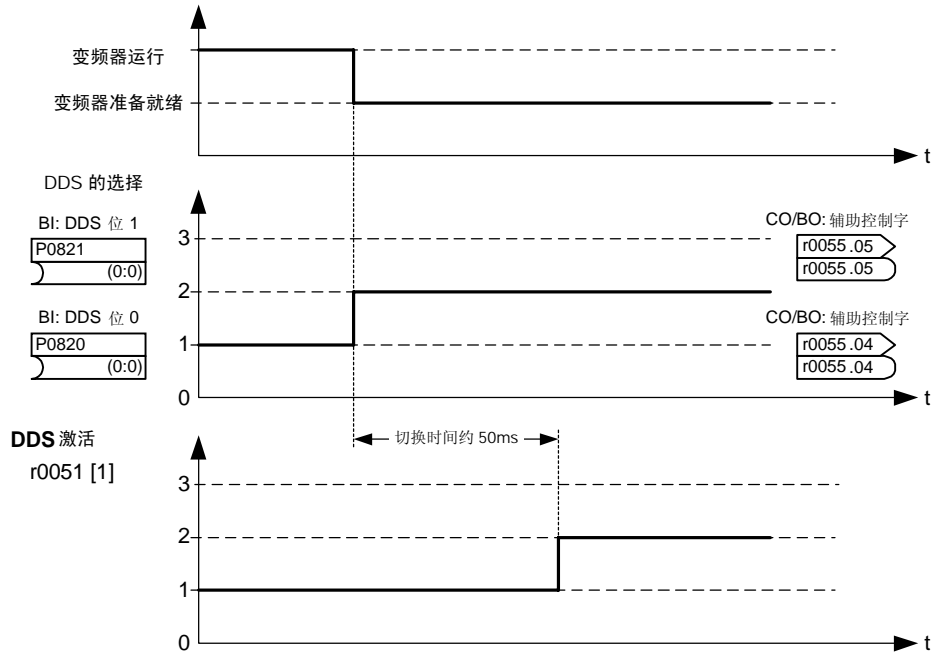 变频器运行
变频器准备就绪
t
DDS 的选择
BI: DDS 位 1
P0821
(0:0)
BI: DDS 位 0
P0820
(0:0)
3
2
1
0
CO/BO: 辅助控制字
r0055 .05
r0055 .05
CO/BO: 辅助控制字
r0055 .04
r0055 .04
t
切换时间约 50ms
DDS 激活
r0051 [1]
3
2
1
0
t